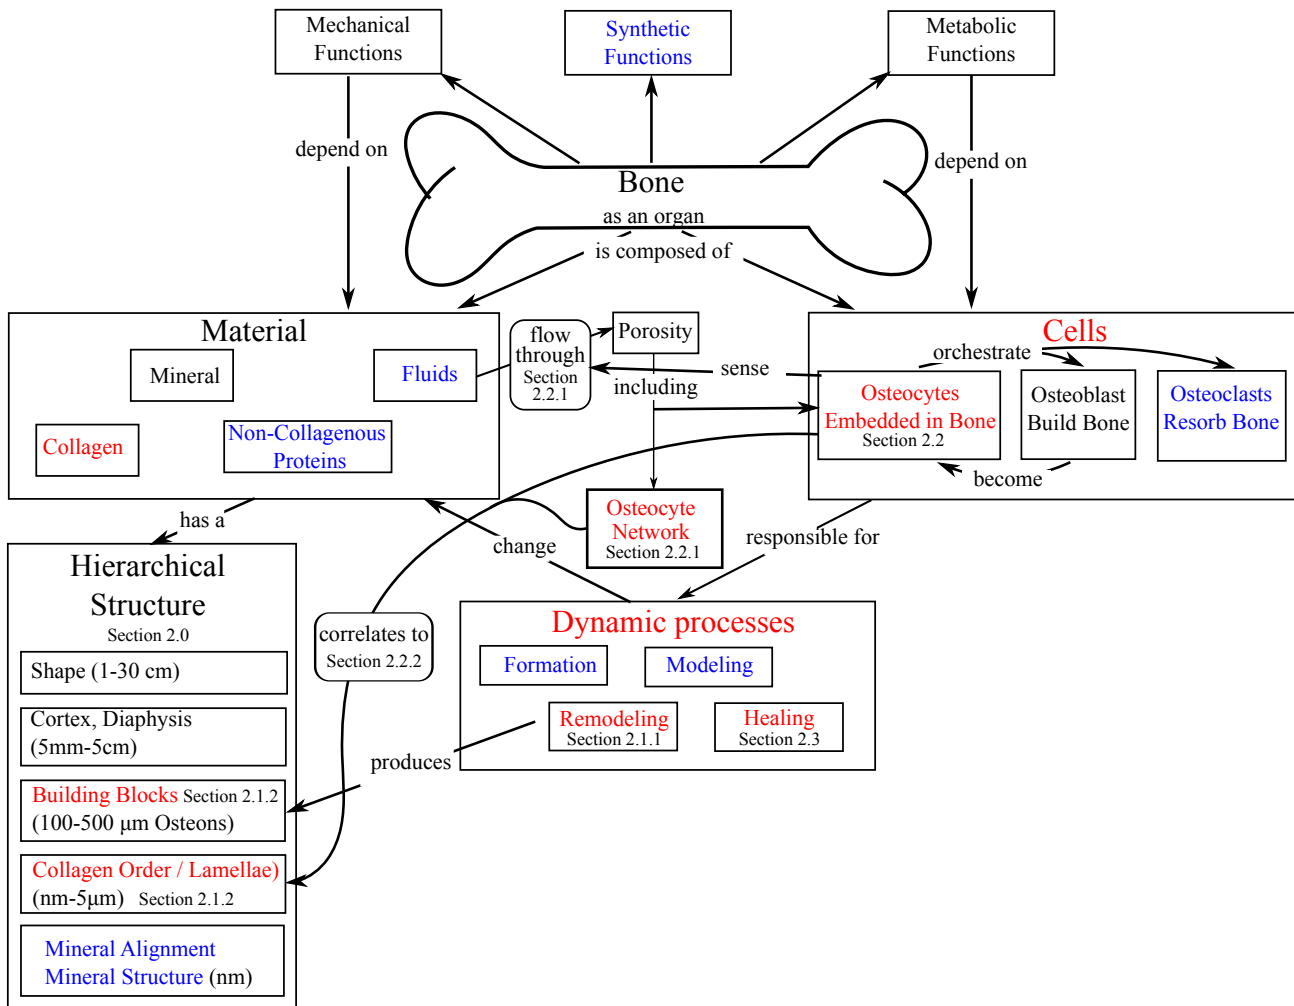 Mechanical
Functions
Synthetic
Functions
Metabolic
Functions
depend on
depend on
Bone
as an organ
is composed of
Material
Mineral
Fluids
Collagen
Non-Collagenous
Proteins
flow
through
Section
2.2.1
Porosity
including
sense
Cells
orchestrate
Osteocytes
Embedded in Bone
Section 2.2
Osteoblast
Build Bone
Osteoclasts
Resorb Bone
become
has a
change
Osteocyte
Network
Section 2.2.1
responsible for
Hierarchical
Structure
Section 2.0
Shape (1-30 cm)
Cortex, Diaphysis
(5mm-5cm)
Building Blocks Section 2.1.2
(100-500 μm Osteons)
Collagen Order / Lamellae)
(nm-5μm) Section 2.1.2
Mineral Alignment
Mineral Structure (nm)
correlates to
Section 2.2.2
produces
Dynamic processes
Formation
Modeling
Remodeling
Section 2.1.1
Healing
Section 2.3